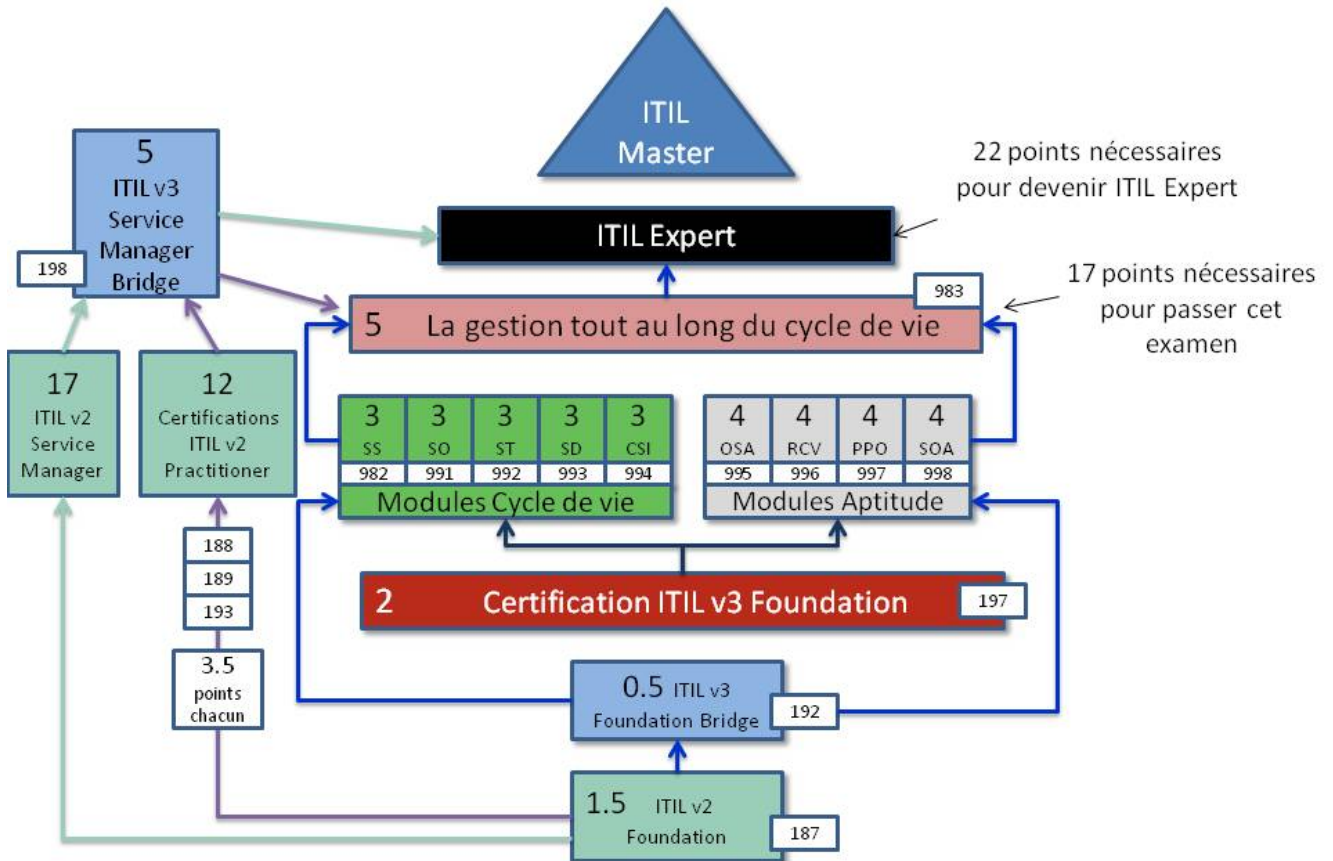 ITIL
Master
22 points nécessaires
pour devenir ITIL Expert
5
ITIL v3
Service
Manager
Bridge
198
ITIL Expert
983
17 points nécessaires
pour passer cet
examen
5 La gestion tout au long du cycle de vie
17
ITIL v2
Service
Manager
12
Certifications
ITIL v2
Practitioner
3 3 3 3 3
SS SO ST SD CSI
982 991 992 993 994
Modules Cycle de vie
4 4 4 4
OSA RCV PPO SOA
995 996 997 998
Modules Aptitude
188
189
193
3.5
points
chacun
2 Certification ITIL v3 Foundation 197
0.5 ITIL v3
Foundation Bridge
192
1.5 ITIL v2
Foundation
187